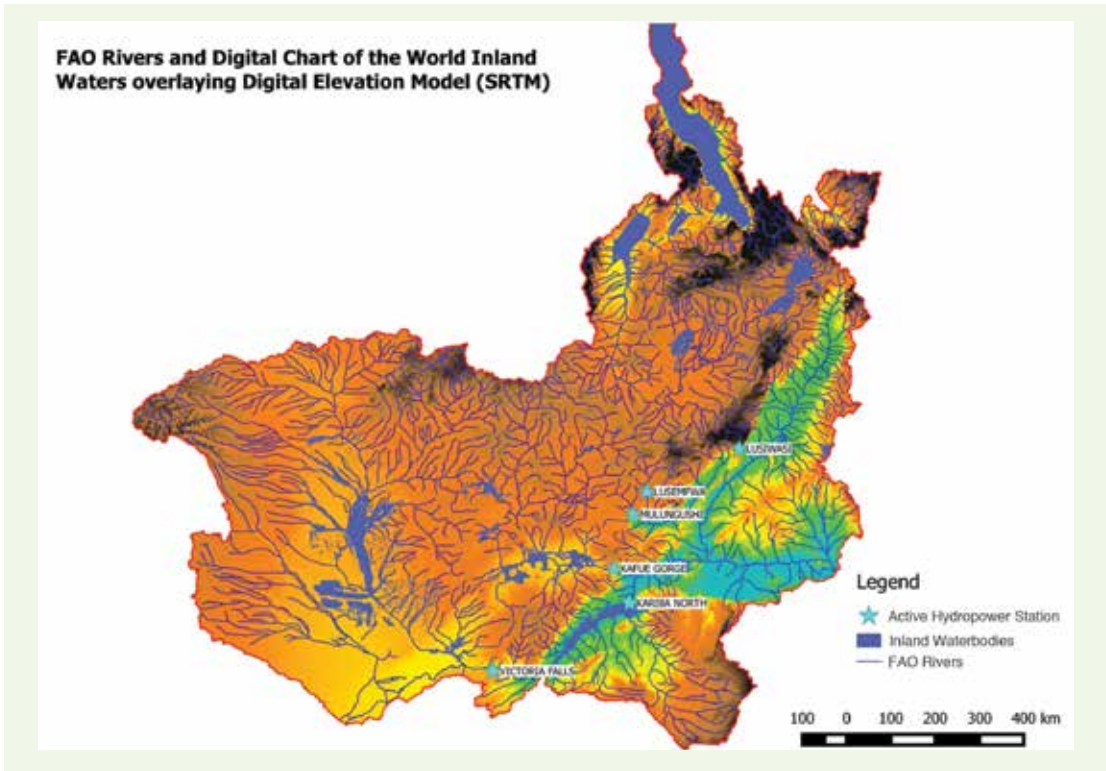 FAO Rivers and Digital Chart of the World Inland
Waters overlaying Digital Elevation Model (SRTM)
LUSIWASI
LUSEMFWA
MULUNGUSHI
KAFUE GORGE
KARIBA NORTH
VICTORIA FALLS
Legend
Active Hydropower Station
Inland Waterbodies
FAO Rivers
100 0 100 200 300 400 km